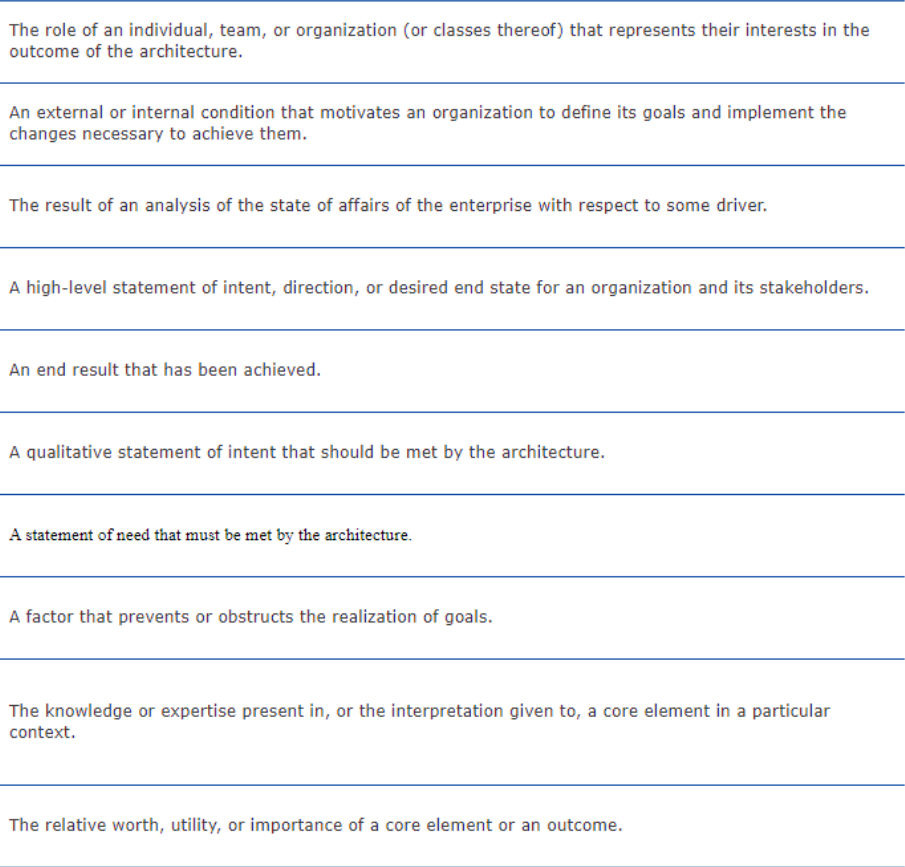 The role of an individual, team, or organization (or classes thereof) that represents their interests in the
outcome of the architecture.
An external or internal condition that motivates an organization to define its goals and implement the
changes necessary to achieve them.
The result of an analysis of the state of affairs of the enterprise with respect to some driver.
A high-level statement of intent, direction, or desired end state for an organization and its stakeholders.
An end result that has been achieved.
A qualitative statement of intent that should be met by the architecture.
A statement of need that must be met by the architecture.
A factor that prevents or obstructs the realization of goals.
The knowledge or expertise present in, or the interpretation given to, a core element in a particular
context.
The relative worth, utility, or importance of a core element or an outcome.